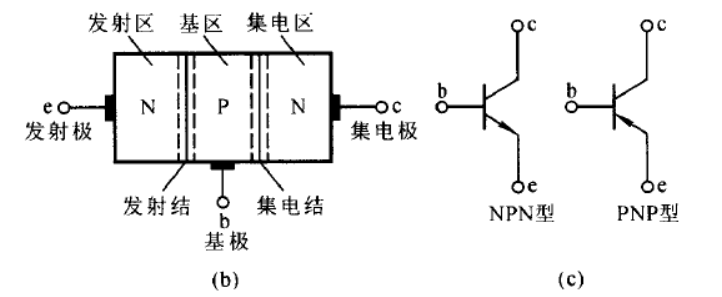 发射区 基区 集电区
c c
e N P N c b b
发射极 集电极
发射结 b 集电结 e e
基极 NPN型 PNP型
(b) (c)